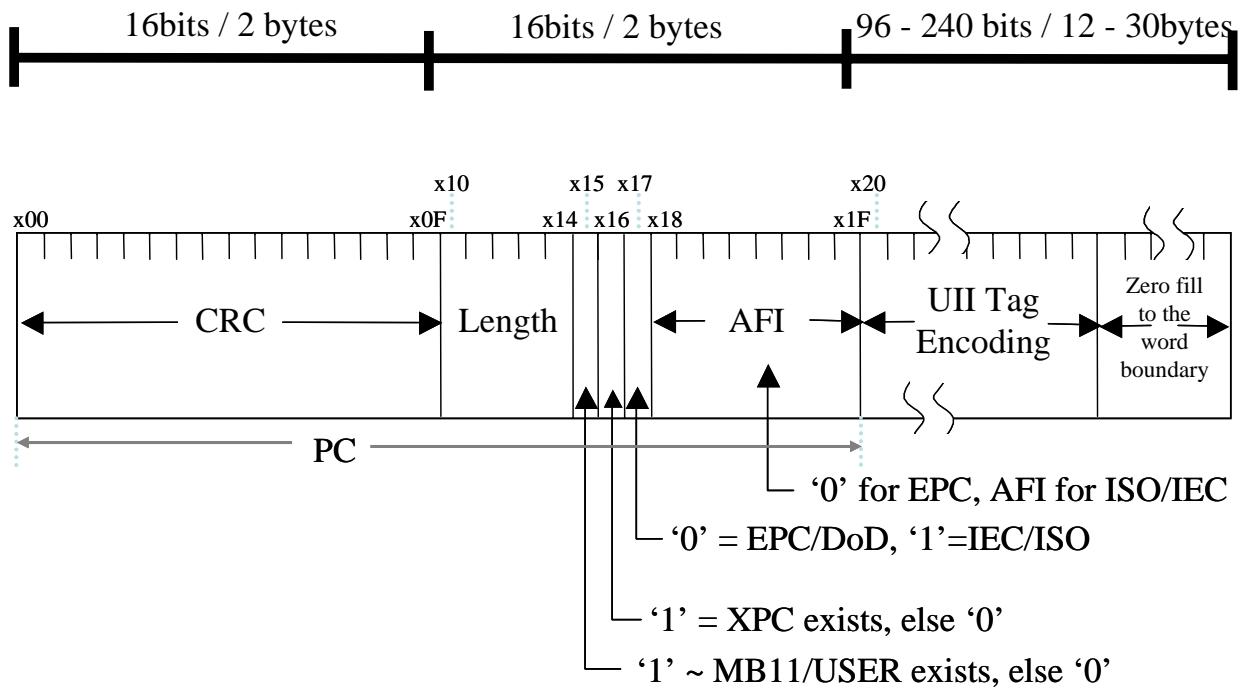 16bits / 2 bytes
16bits / 2 bytes
96 - 240 bits / 12 - 30bytes
x10
x15
x17
x20
x00
x0F
x14
x16
x18
x1F
CRC
Length
AFI
UII Tag
Encoding
Zero fill
to the
word
boundary
PC
‘0’ for EPC, AFI for ISO/IEC
‘0’ = EPC/DoD, ‘1’=IEC/ISO
‘1’ = XPC exists, else ‘0’
‘1’ ~ MB11/USER exists, else ‘0’